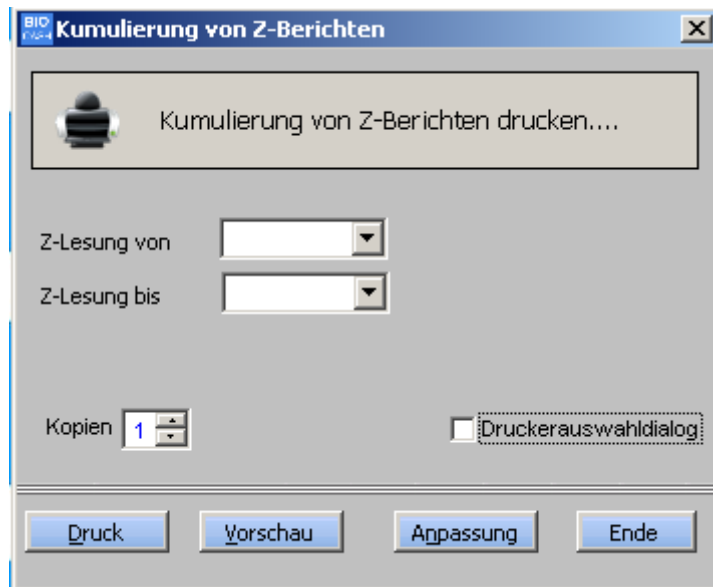 BIO
CASH
Kumulierung von Z-Berichten
Kumulierung von Z-Berichten drucken....
Z-Lesung von
Z-Lesung bis
Kopien 1 Druckerauswahldialog
Druck Vorschau Anpassung Ende